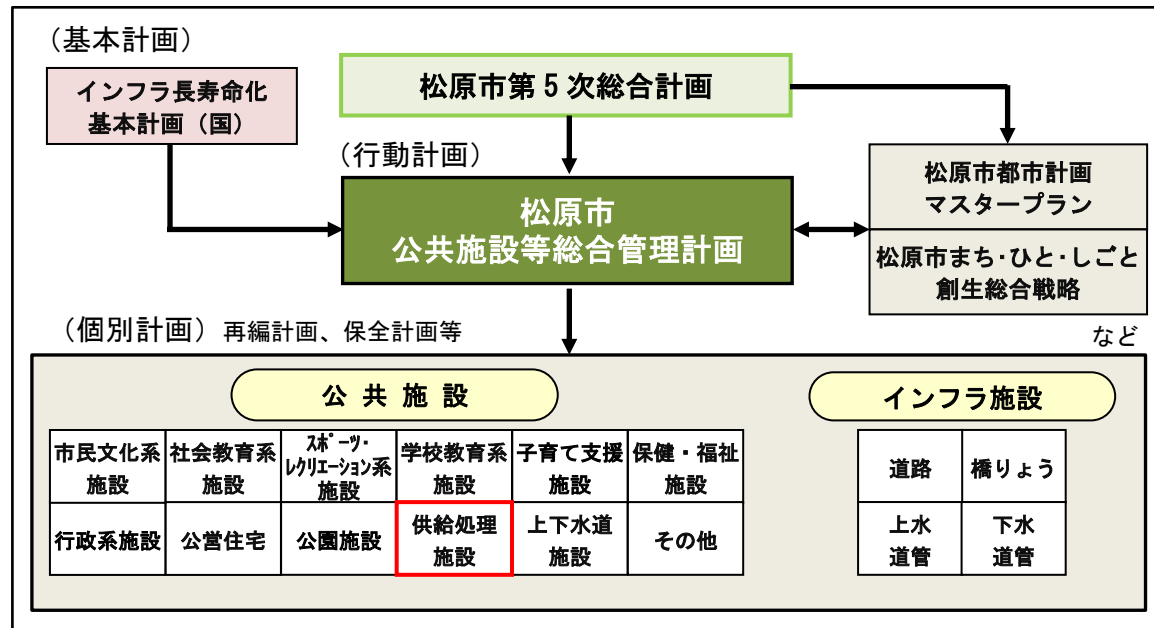 （基本計画）
インフラ長寿命化
基本計画（国）
松原市第５次総合計画
（行動計画）
松原市
公共施設等総合管理計画
松原市都市計画
マスタープラン
松原市まち・ひと・しごと
創生総合戦略
など
（個別計画）再編計画、保全計画等
公共施設
市民文化系
施設
社会教育系
施設
ｽﾎﾟｰﾂ・
ﾚｸﾘｴｰｼｮﾝ系
施設
学校教育系
施設
子育て支援
施設
保健・福祉
施設
行政系施設
公営住宅
公園施設
供給処理
施設
上下水道
施設
その他
インフラ施設
道路
橋りょう
上水
道管
下水
道管